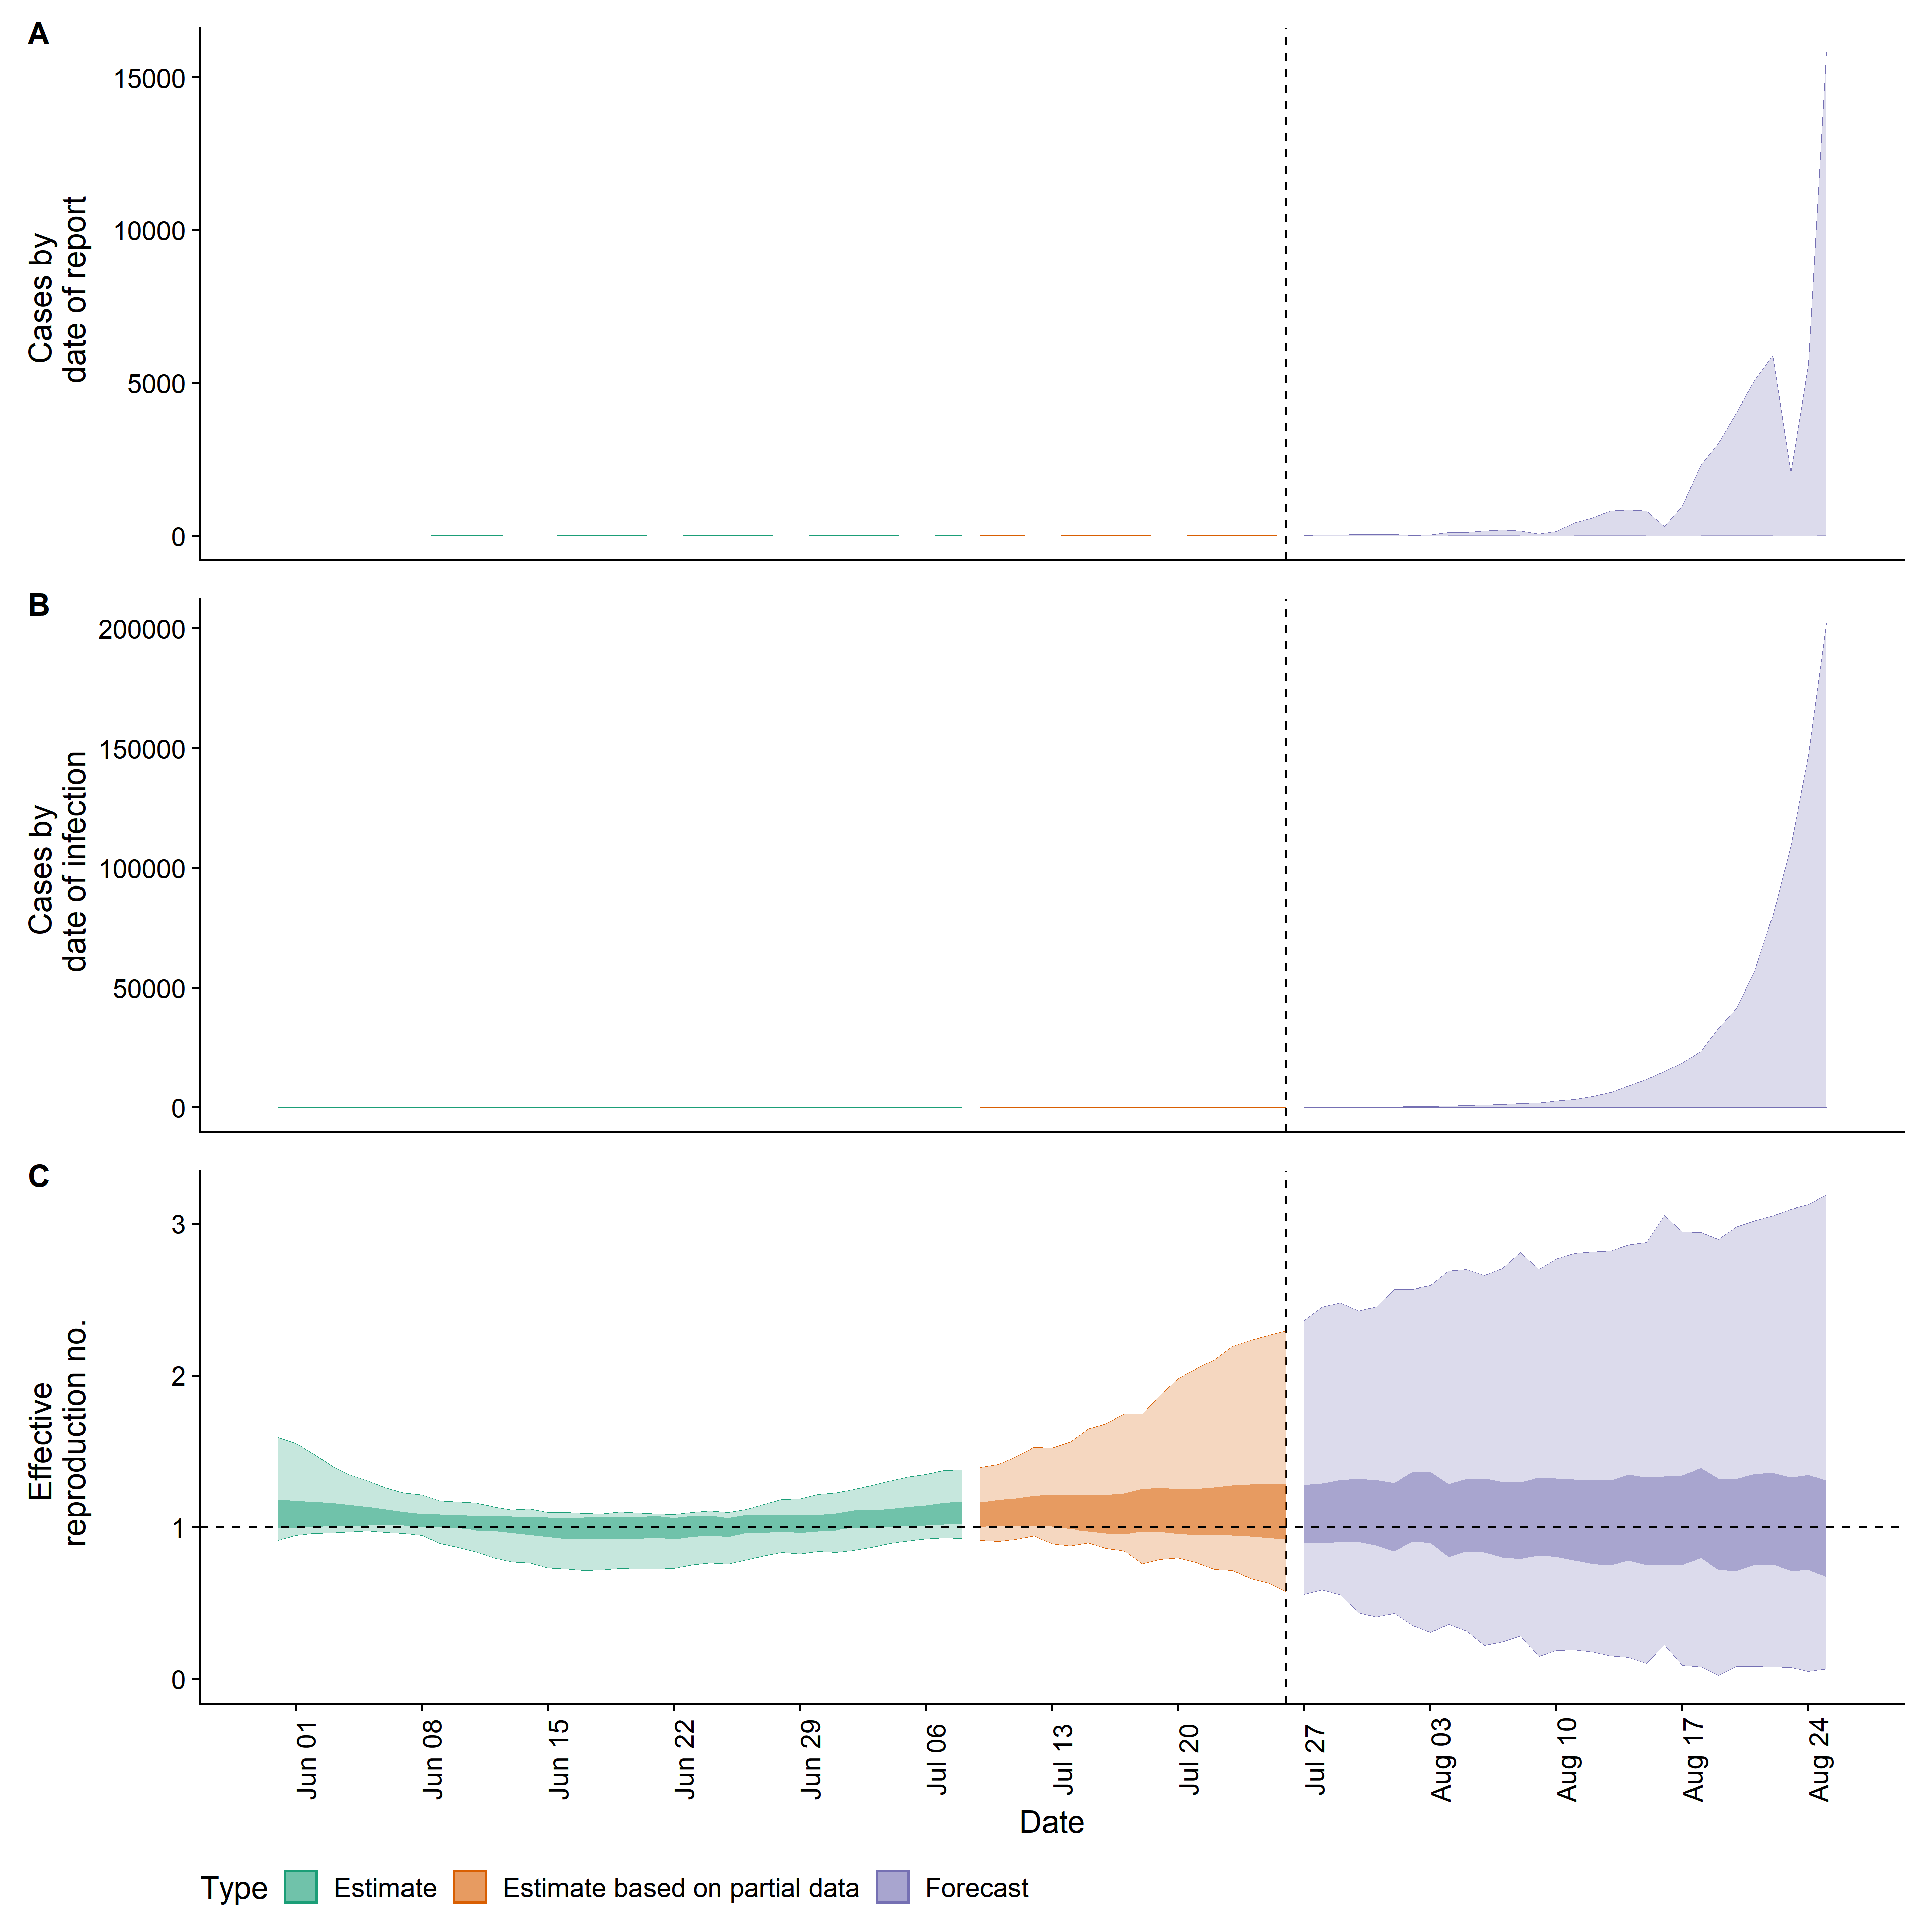 A
Cases by
date of report
15000
10000
5000
0
B
Cases by
date of infection
200000
150000
100000
50000
0
C
Effective
reproduction no.
3
2
1
0
Jun 01
Jun 08
Jun 15
Jun 22
Jun 29
Jul 06
Jul 13
Jul 20
Jul 27
Aug 03
Aug 10
Aug 17
Aug 24
Date
Type Estimate Estimate based on partial data Forecast